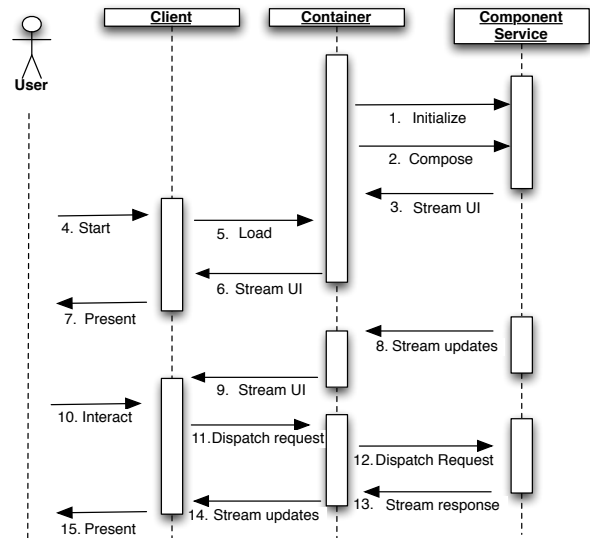 Client
Container
Component
Service
User
1. Initialize
2. Compose
3. Stream UI
4. Start
5. Load
6. Stream UI
7. Present
8. Stream updates
9. Stream UI
10. Interact
11. Dispatch request
12. Dispatch Request
13. Stream response
14. Stream updates
15. Present